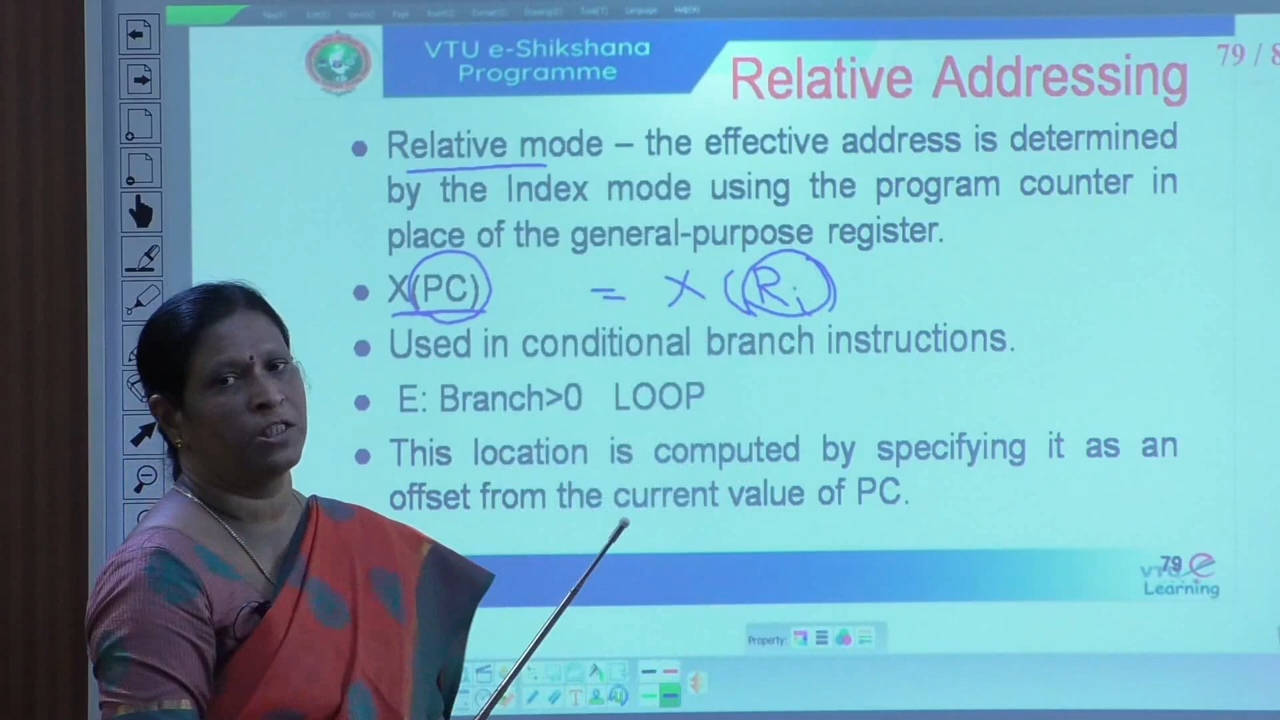 VTU e-Shikshana
Programme
Relative Addressing
79 / 8
Relative mode – the effective address is determined
by the Index mode using the program counter in
place of the general-purpose register.
X(PC) = X (Ri)
Used in conditional branch instructions.
E: Branch>0 LOOP
This location is computed by specifying it as an
offset from the current value of PC.
79
VTU e
Learning
Property: